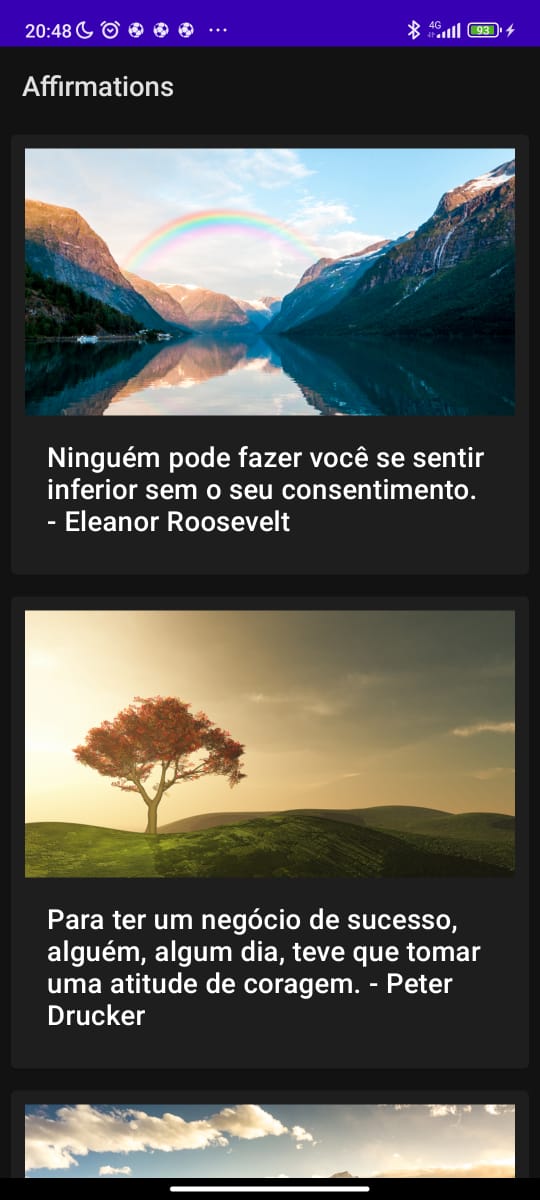 20:48
4G
93
Affirmations
Ninguém pode fazer você se sentir
inferior sem o seu consentimento.
- Eleanor Roosevelt
Para ter um negócio de sucesso,
alguém, algum dia, teve que tomar
uma atitude de coragem. - Peter
Drucker